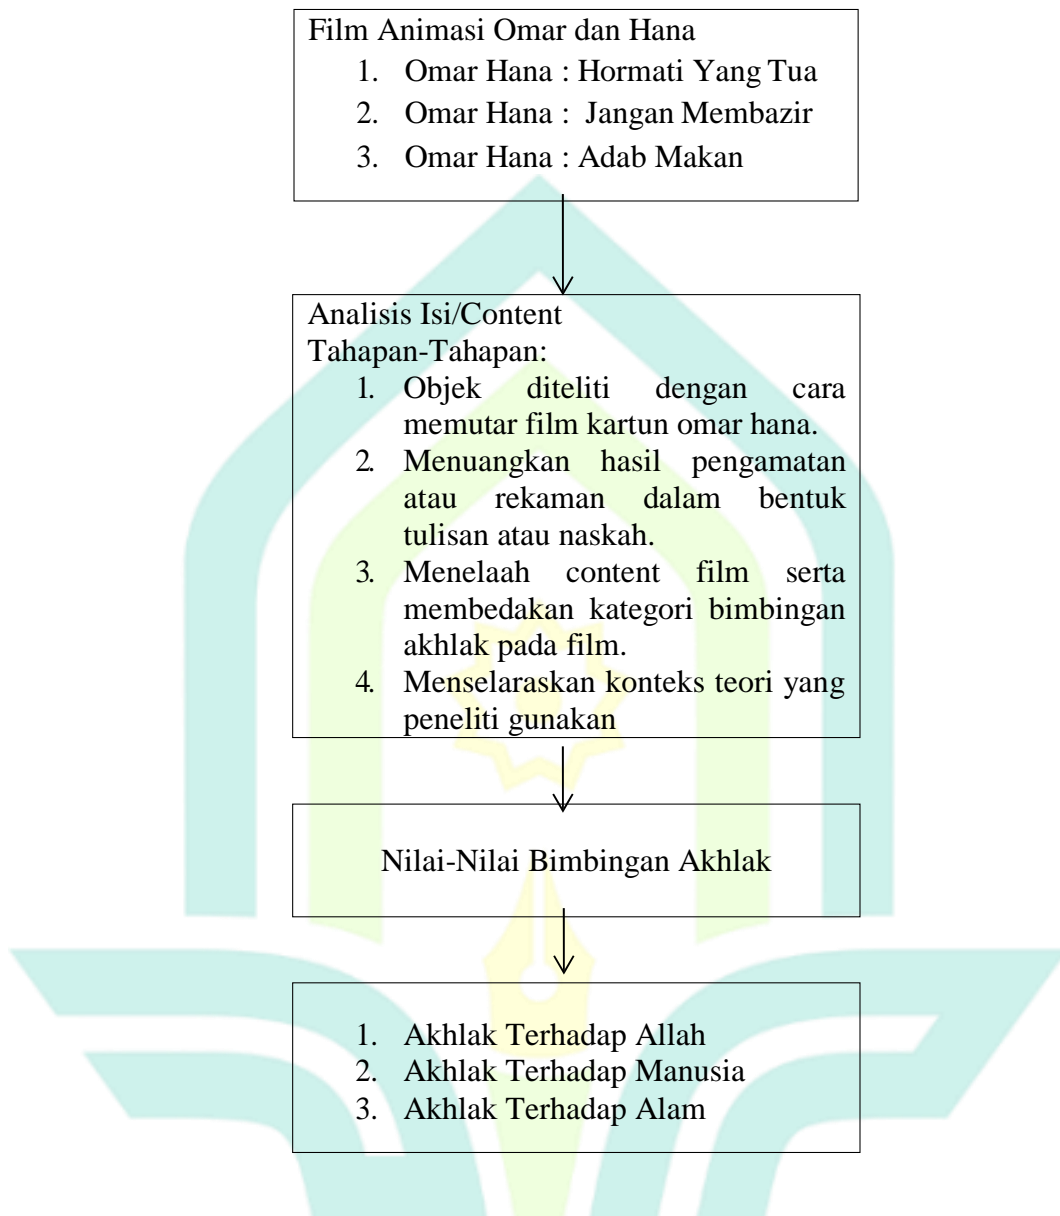 Film Animasi Omar dan Hana
1. Omar Hana : Hormati Yang Tua
2. Omar Hana : Jangan Membazir
3. Omar Hana : Adab Makan
Analisis Isi/Content
Tahapan-Tahapan:
1. Objek diteliti dengan cara
memutar film kartun omar hana.
2. Menuangkan hasil pengamatan
atau rekaman dalam bentuk
tulisan atau naskah.
3. Menelaah content film serta
membedakan kategori bimbingan
akhlak pada film.
4. Menselaraskan konteks teori yang
peneliti gunakan
Nilai-Nilai Bimbingan Akhlak
1. Akhlak Terhadap Allah
2. Akhlak Terhadap Manusia
3. Akhlak Terhadap Alam